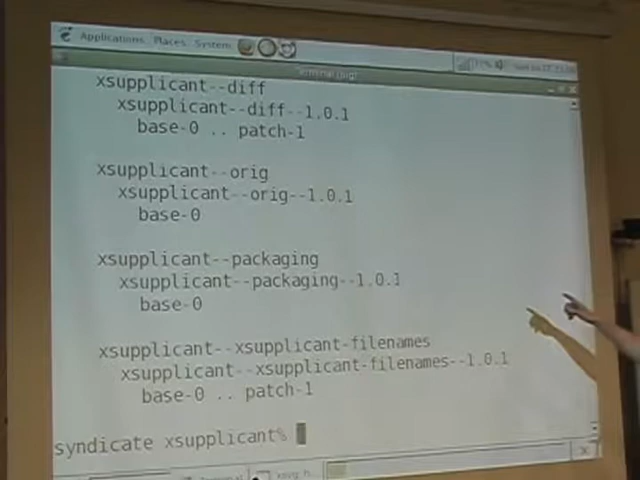 Applications Places System
xsupplicant--diff
xsupplicant--diff--1.0.1
base-0 .. patch-1
xsupplicant--orig
xsupplicant--orig--1.0.1
base-0
xsupplicant--packaging
xsupplicant--packaging--1.0.1
base-0
xsupplicant--xsupplicant-filenames
xsupplicant--xsupplicant-filenames--1.0.1
base-0 .. patch-1
syndicate xsupplicant%